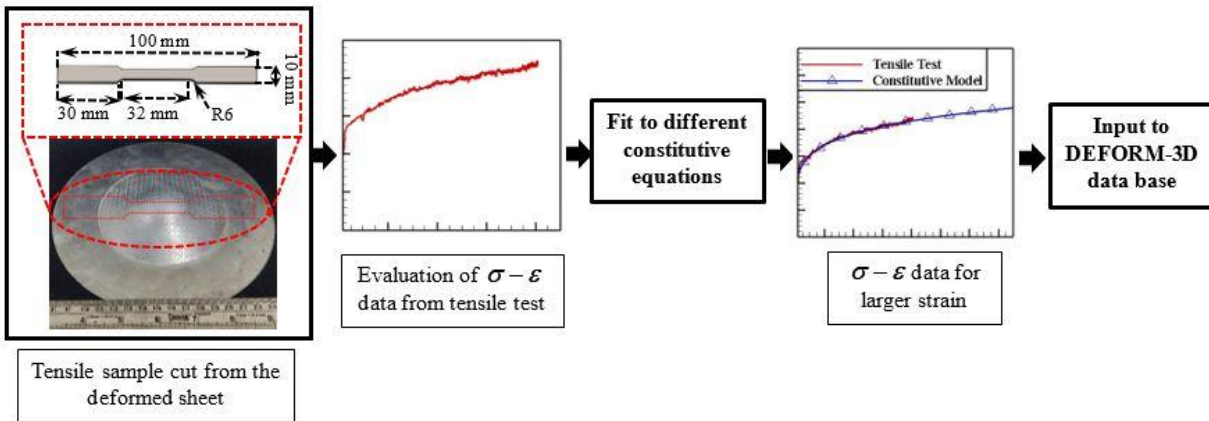 100 mm
10 mm
30 mm
32 mm
R6
Tensile sample cut from the
deformed sheet
Evaluation of σ – ε
data from tensile test
Fit to different
constitutive
equations
Tensile Test
Constitutive Model
σ – ε data for
larger strain
Input to
DEFORM-3D
data base